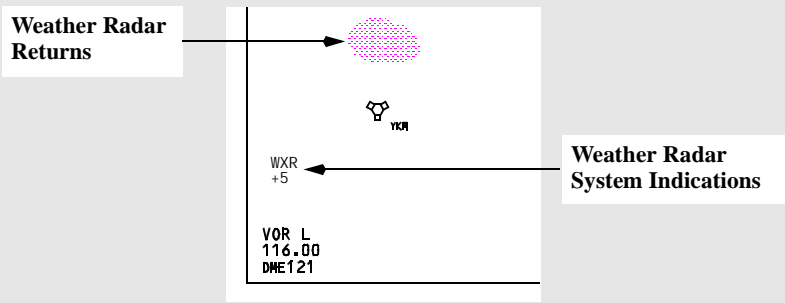 Weather Radar
Returns
YKM
WXR
+5
Weather Radar
System Indications
VOR L
116.00
DME121